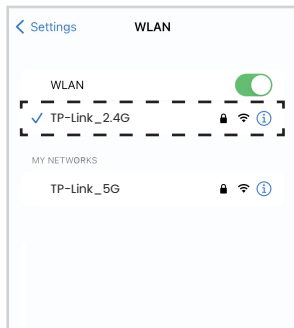 Settings WLAN
WLAN
TP-Link_2.4G
MY NETWORKS
TP-Link_5G